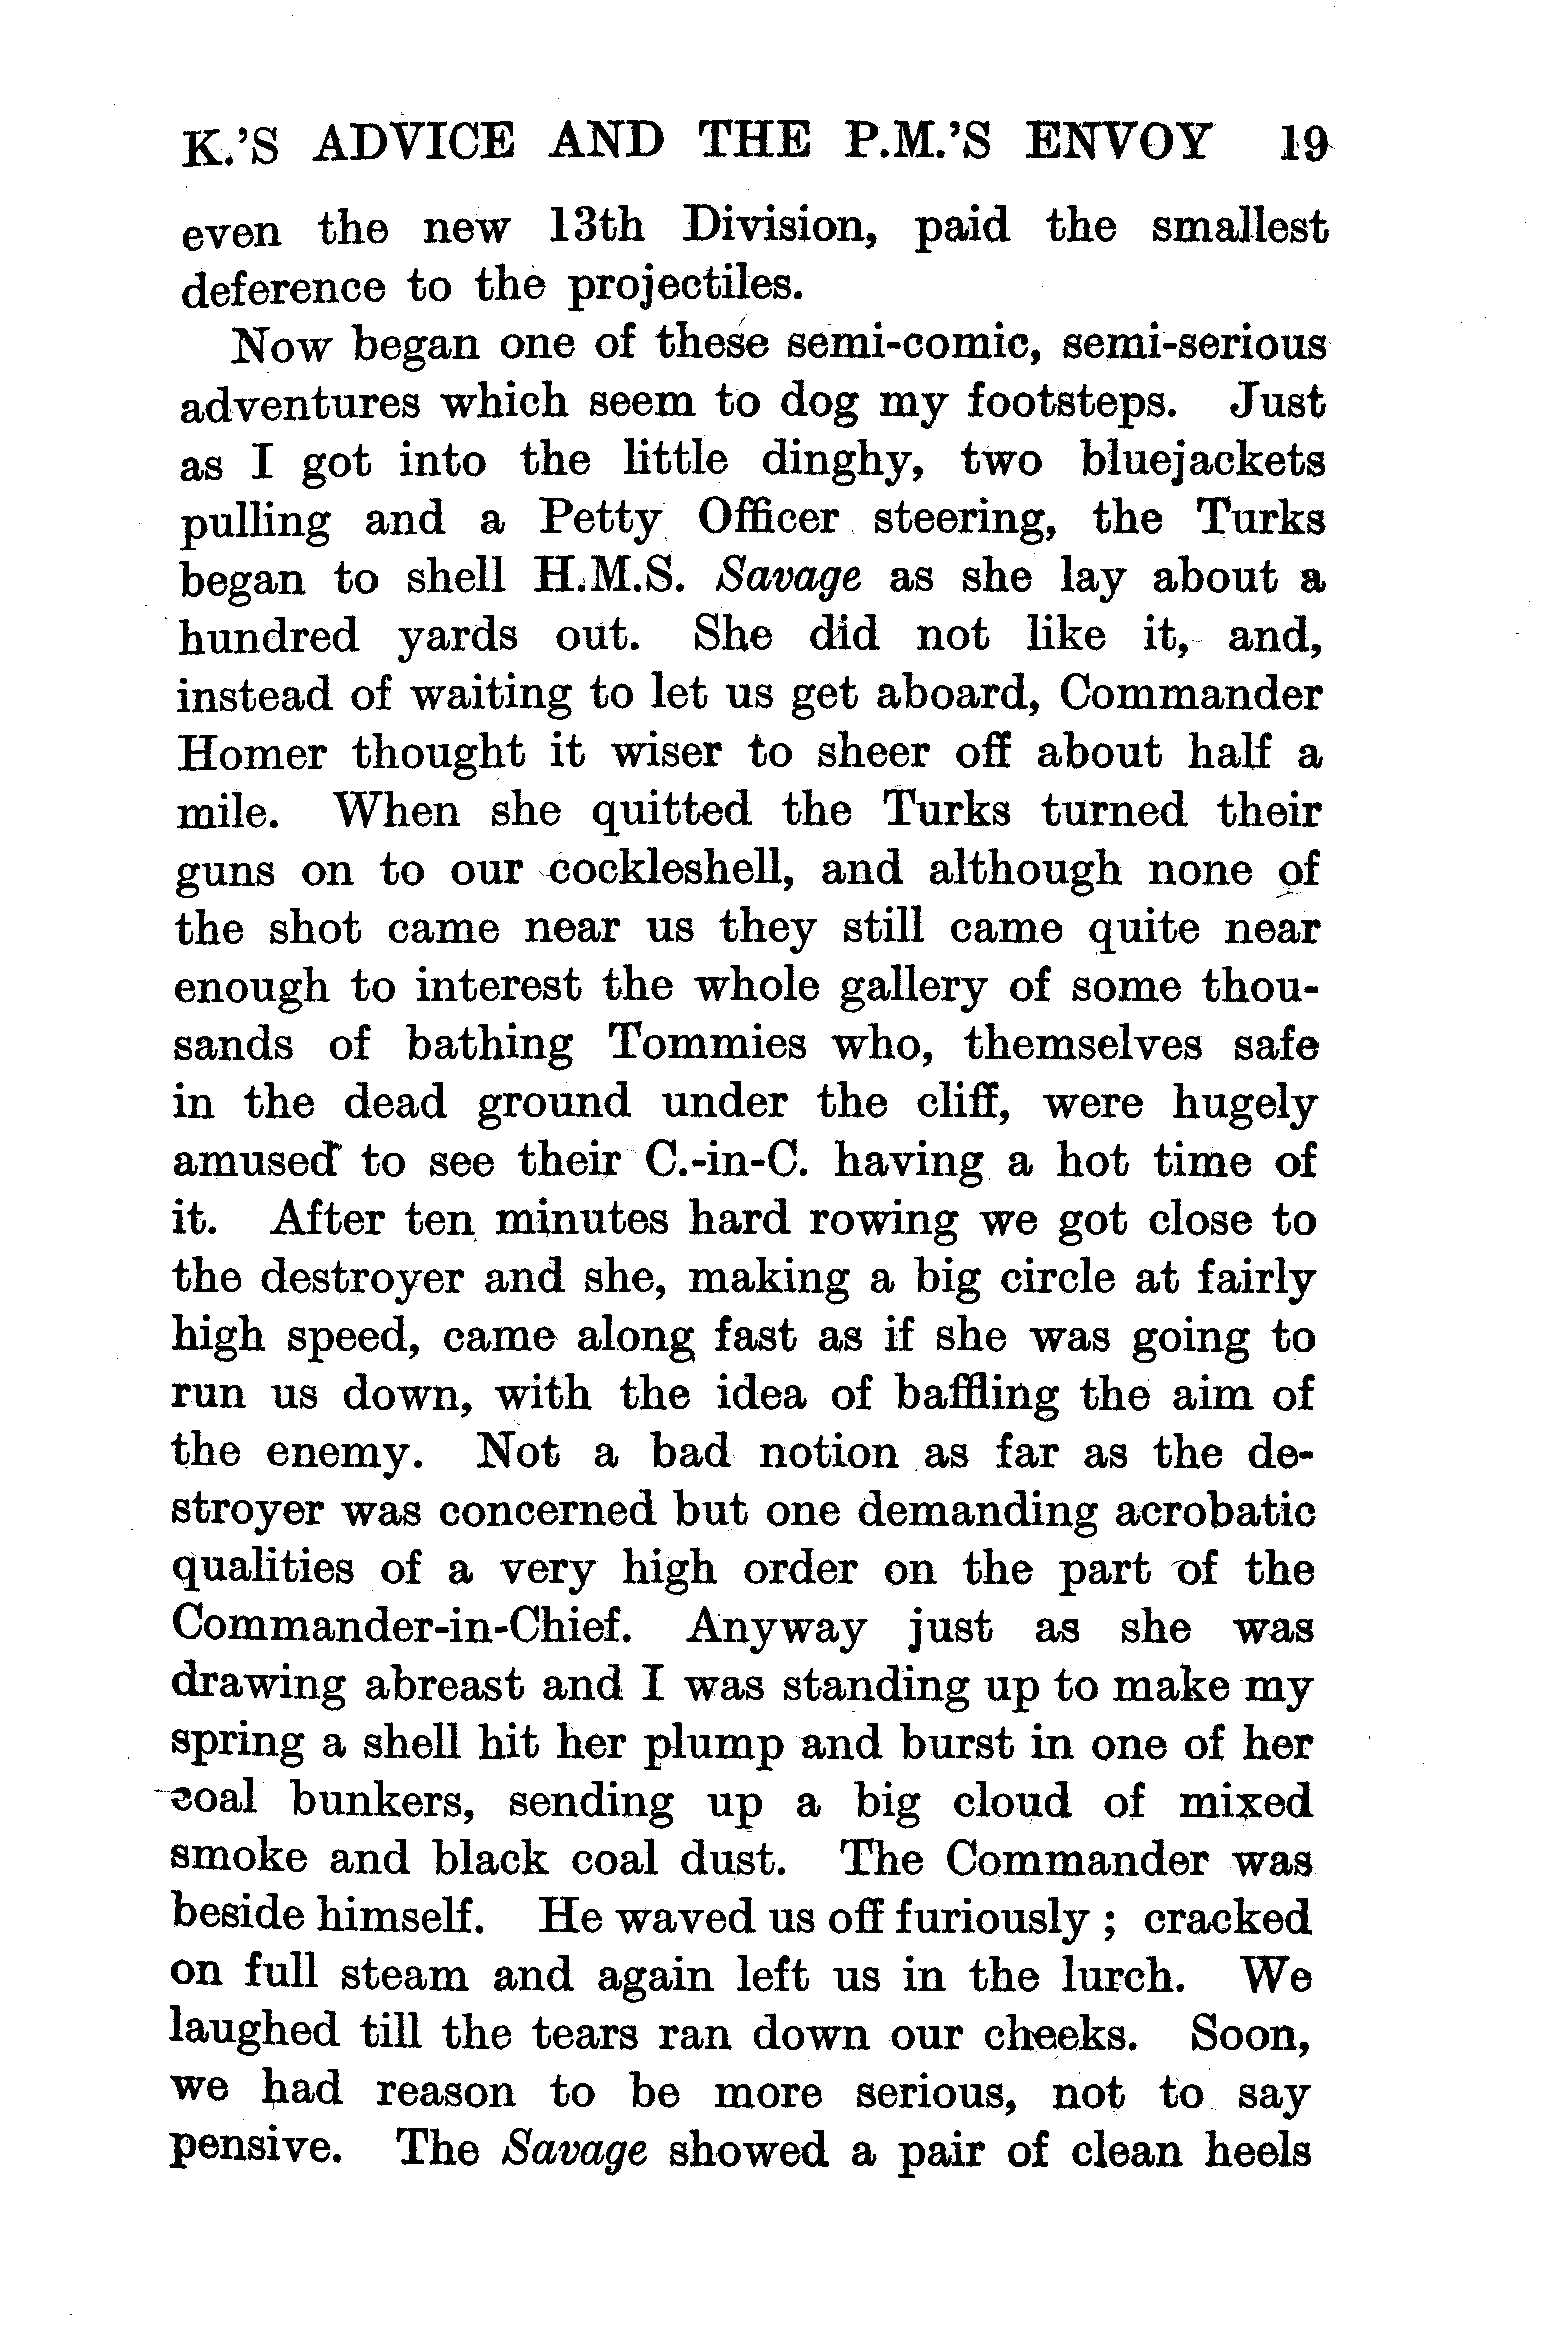 K.'S ADVICE AND THE P.M.'S ENVOY 19
even the new 13th Division, paid the smallest
deference to the projectiles.
Now began one of these semi-comic, semi-serious
adventures which seem to dog my footsteps. Just
as I got into the little dinghy, two bluejackets
pulling and a Petty Officer steering, the Turks
began to shell H.M.S. Savage as she lay about a
hundred yards out. She did not like it, and,
instead of waiting to let us get aboard, Commander
Homer thought it wiser to sheer off about half a
mile. When she quitted the Turks turned their
guns on to our cockleshell, and although none of
the shot came near us they still came quite near
enough to interest the whole gallery of some thou-
sands of bathing Tommies who, themselves safe
in the dead ground under the cliff, were hugely
amused to see their C.-in-C. having a hot time of
it. After ten minutes hard rowing we got close to
the destroyer and she, making a big circle at fairly
high speed, came along fast as if she was going to
run us down, with the idea of baffling the aim of
the enemy. Not a bad notion as far as the de-
stroyer was concerned but one demanding acrobatic
qualities of a very high order on the part of the
Commander-in-Chief. Anyway just as she was
drawing abreast and I was standing up to make my
spring a shell hit her plump and burst in one of her
coal bunkers, sending up a big cloud of mixed
smoke and black coal dust. The Commander was
beside himself. He waved us off furiously ; cracked
on full steam and again left us in the lurch. We
laughed till the tears ran down our cheeks. Soon,
we had reason to be more serious, not to say
pensive. The Savage showed a pair of clean heels